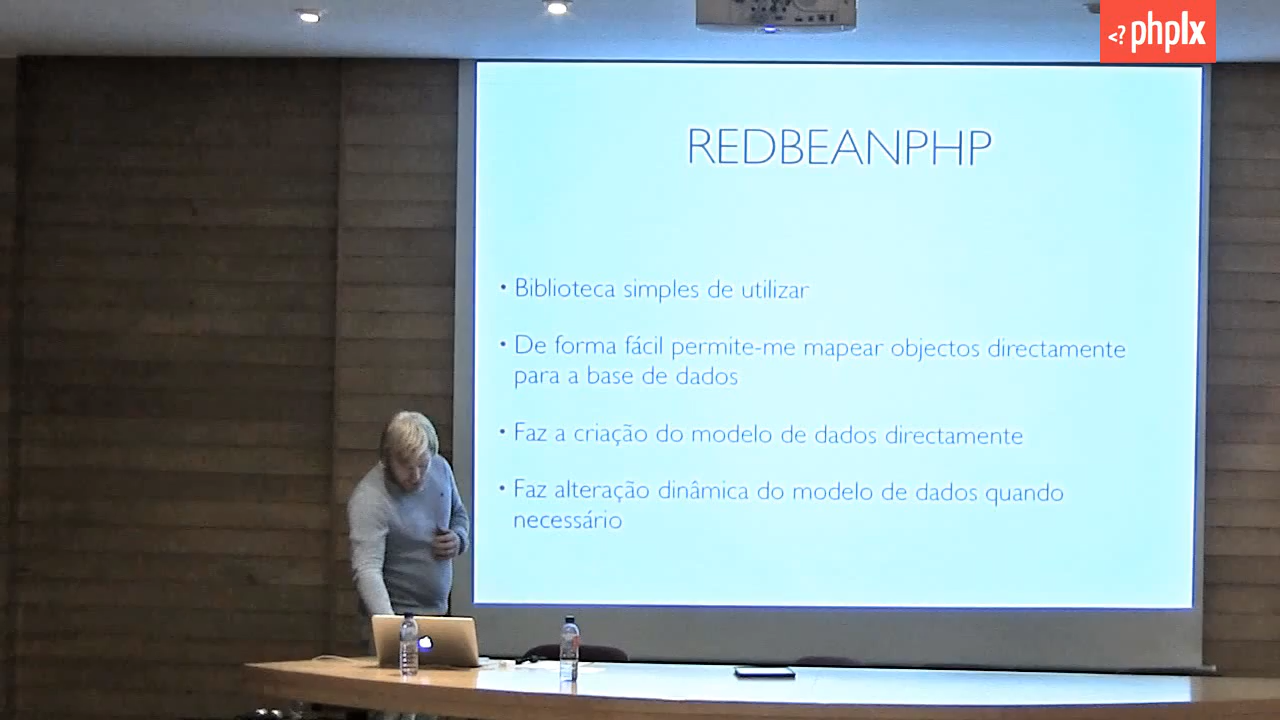 <? phplx
REDBEANPHP
• Biblioteca simples de utilizar
• De forma fácil permite-me mapear objectos directamente
para a base de dados
• Faz a criação do modelo de dados directamente
• Faz alteração dinâmica do modelo de dados quando
necessário